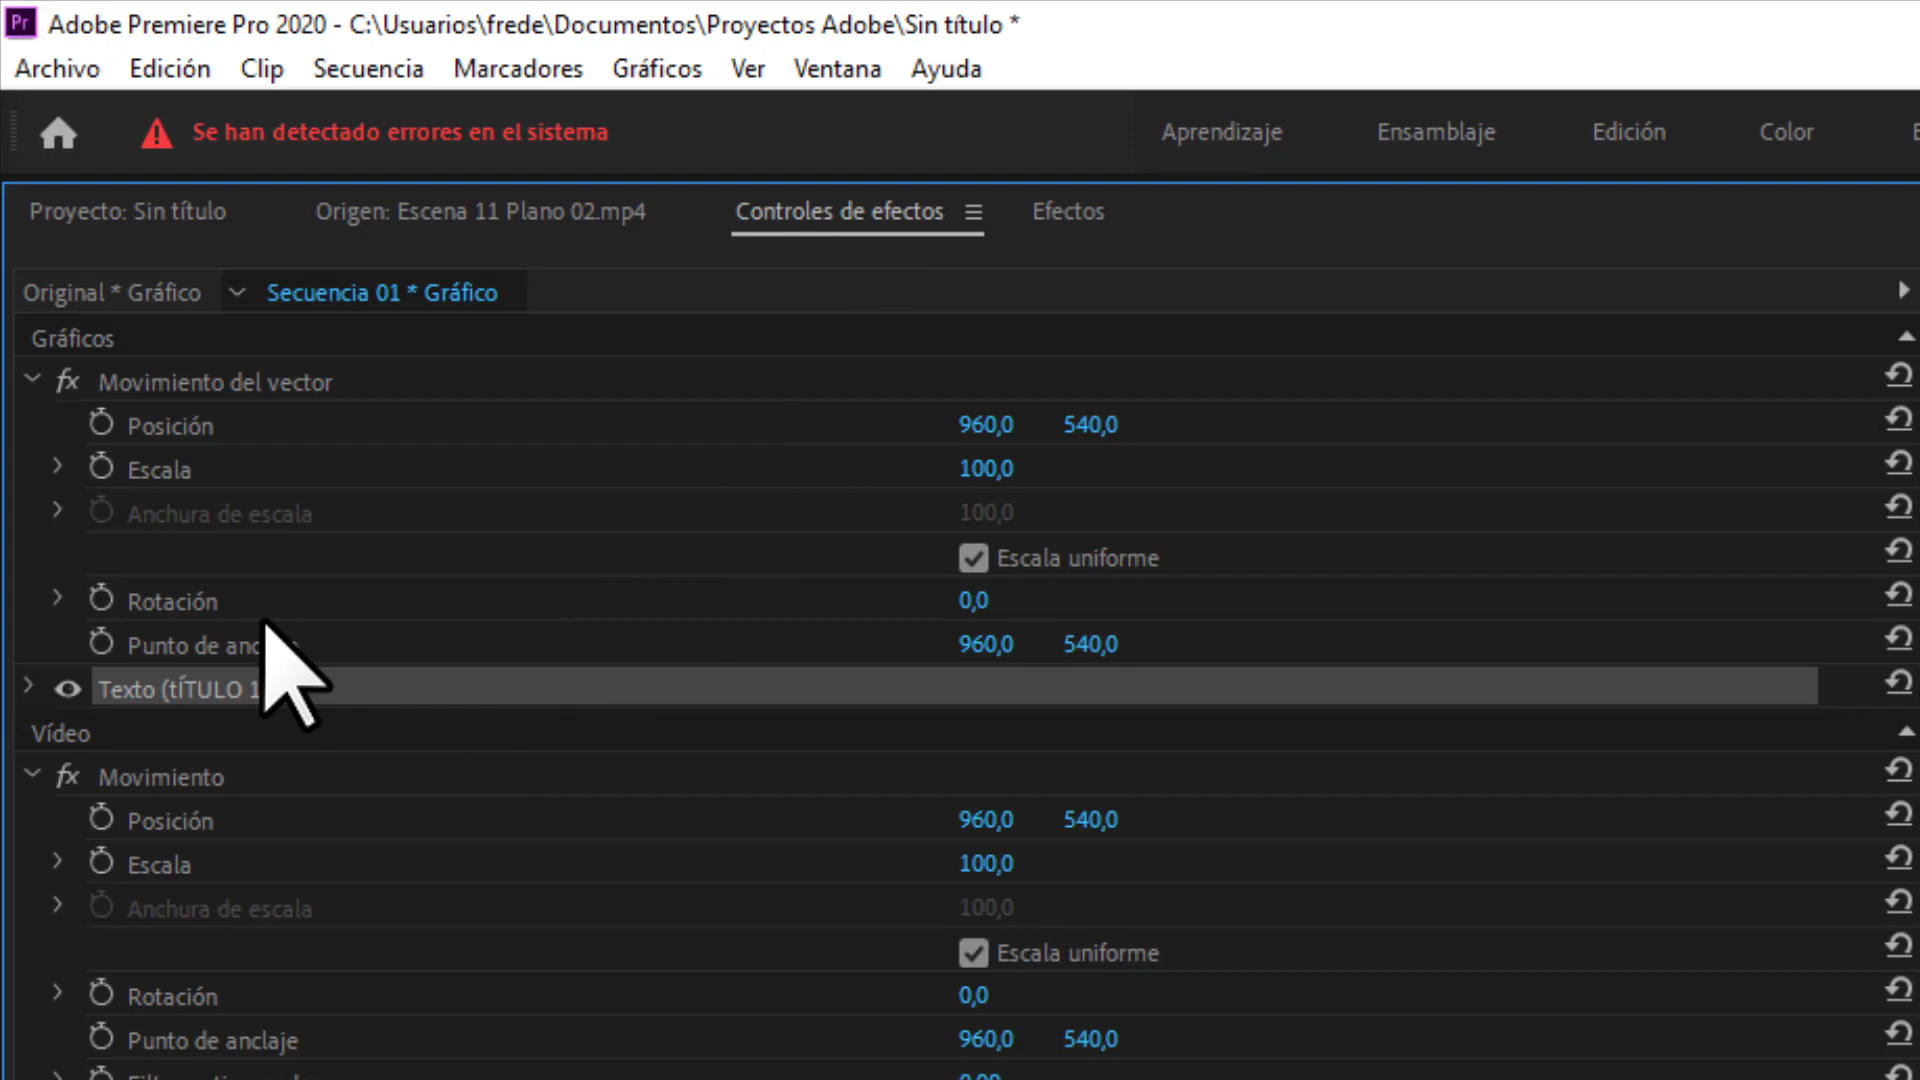 Pr Adobe Premiere Pro 2020 - C:\Usuarios\frede\Documentos\Proyectos Adobe\Sin título *
Archivo Edición Clip Secuencia Marcadores Gráficos Ver Ventana Ayuda
Se han detectado errores en el sistema Aprendizaje Ensamblaje Edición Color
Proyecto: Sin título Origen: Escena 11 Plano 02.mp4 Controles de efectos Efectos
Original * Gráfico Secuencia 01 * Gráfico
Gráficos
fx Movimiento del vector
Posición 960,0 540,0
Escala 100,0
Anchura de escala 100,0
Escala uniforme
Rotación 0,0
Punto de 960,0 540,0
Texto (tÍTULO 1
Vídeo
fx Movimiento
Posición 960,0 540,0
Escala 100,0
Anchura de escala 100,0
Escala uniforme
Rotación 0,0
Punto de anclaje 960,0 540,0